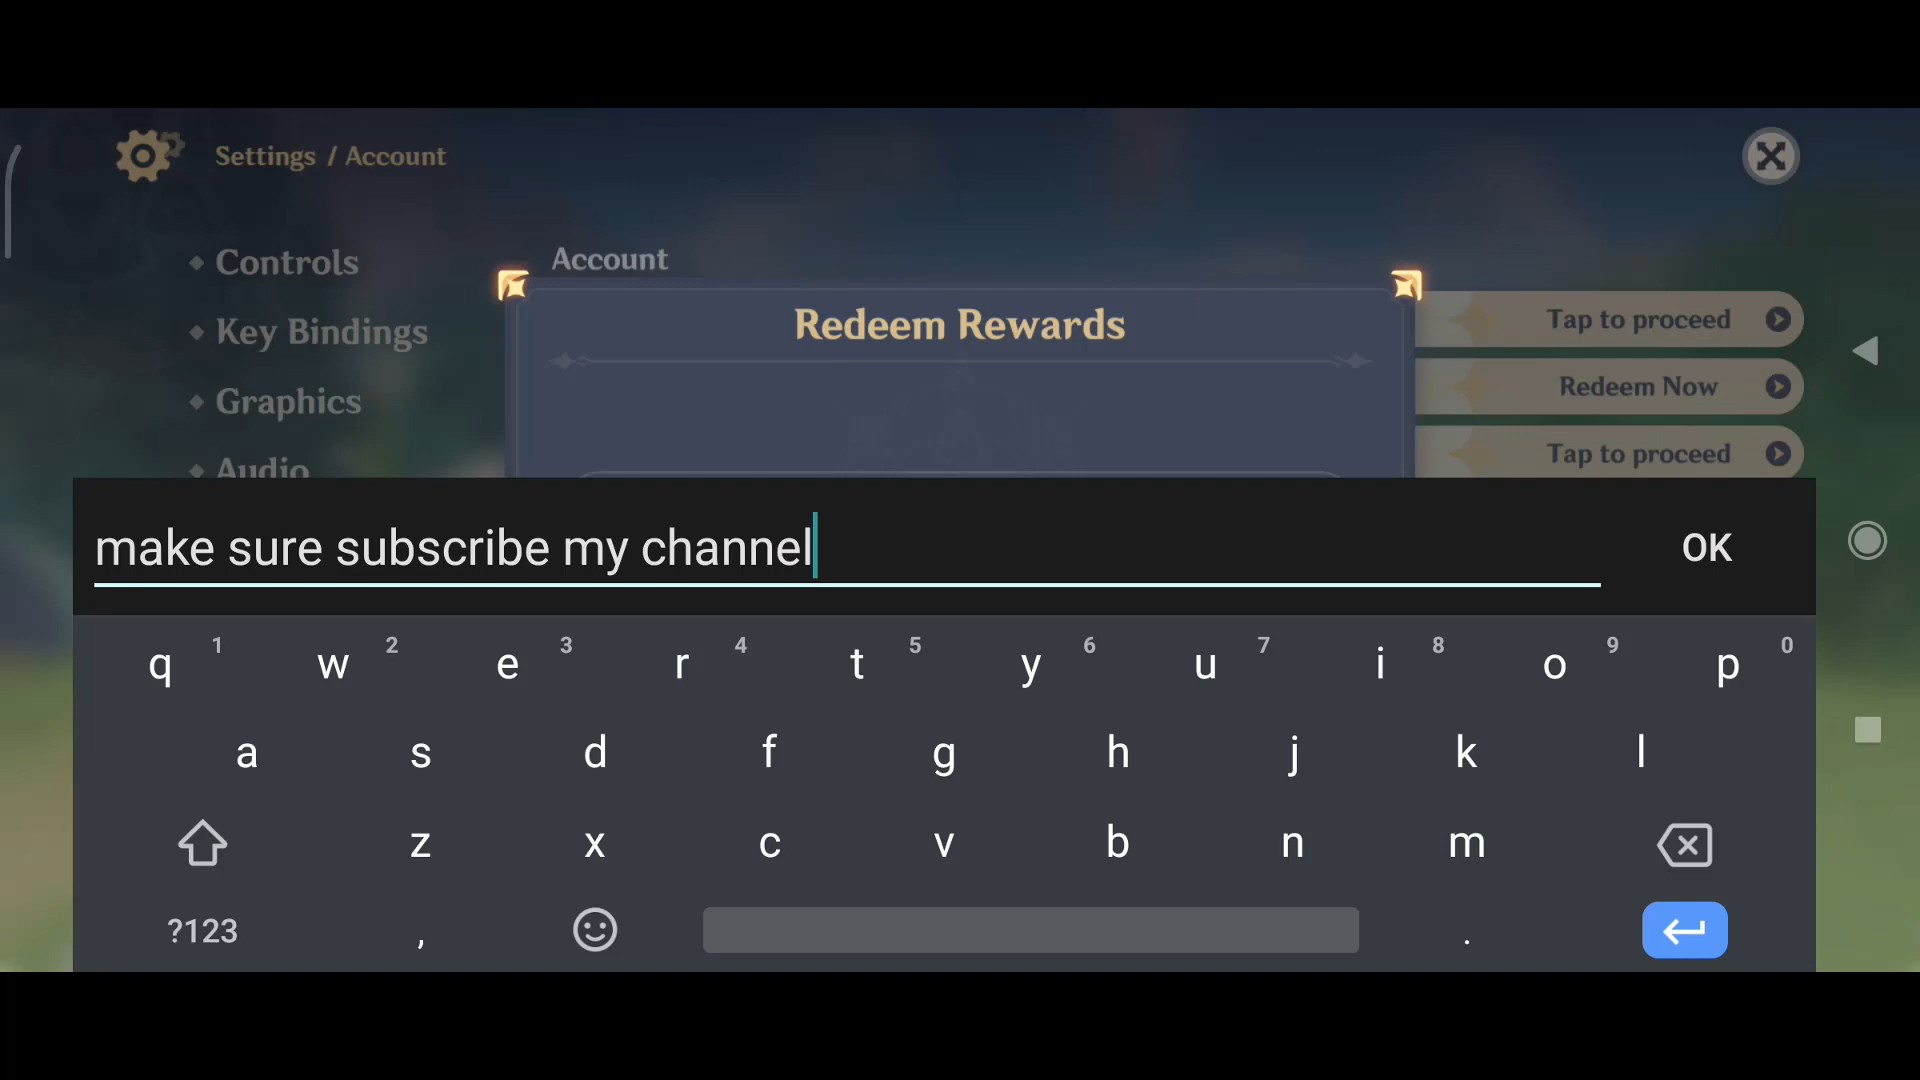 Settings / Account
Controls
Key Bindings
Graphics
Audio
Account
Redeem Rewards
Tap to proceed
Redeem Now
Tap to proceed
make sure subscribe my channel
OK
q 1 w 2 e 3 r 4 t 5 y 6 u 7 i 8 o 9 p 0
a s d f g h j k l
z x c v b n m
?123 , .